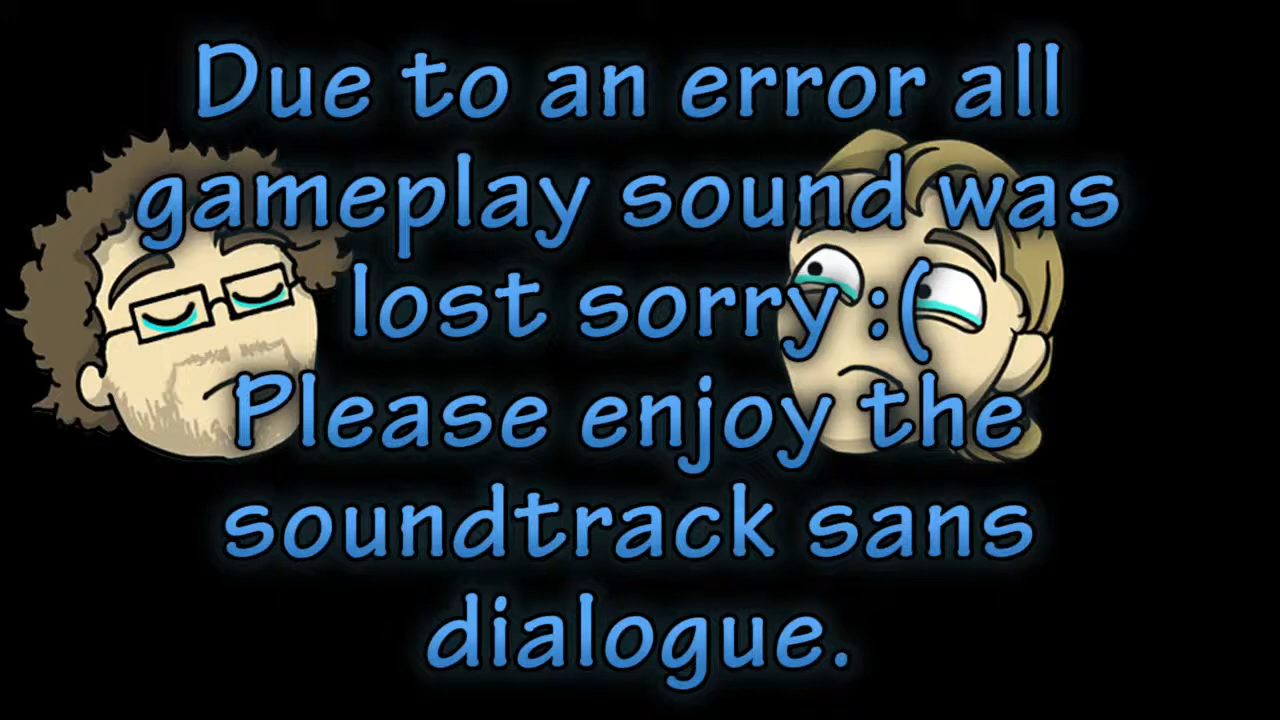 Due to an error all
gameplay sound was
lost sorry :(
Please enjoy the
soundtrack sans
dialogue.